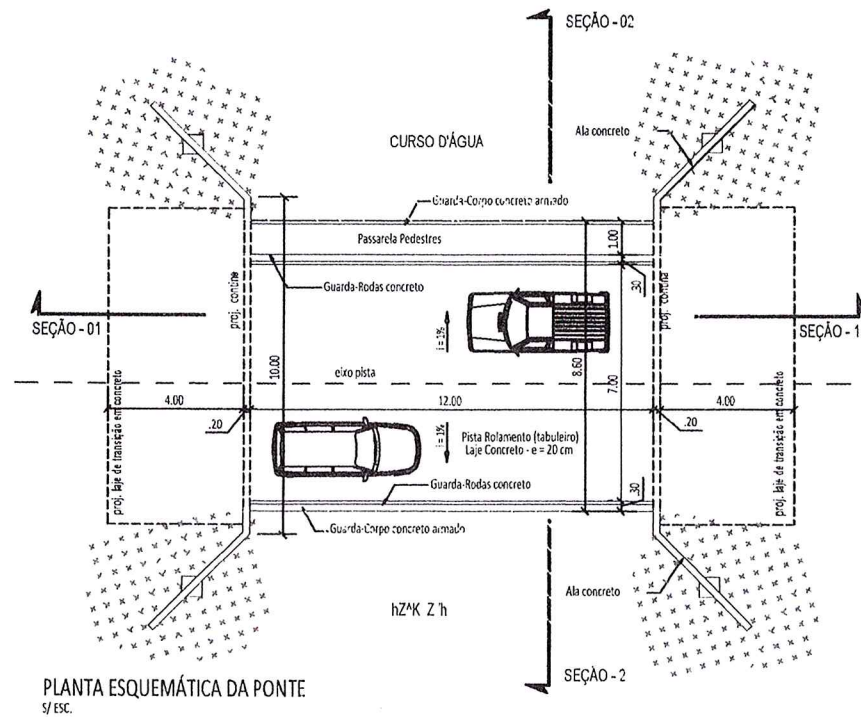 SEÇÃO - 02
Ala concreto
CURSO D'ÁGUA
Guarda-Corpo concreto armado
Passarela Pedestres
1.00
Guarda-Rodas concreto
.30
proj. cortina
proj. cortina
SEÇÃO - 01
SEÇÃO - 1
i = 1%
10.00
8.60
7.00
eixo pista
4.00
12.00
4.00
.20
.20
proj. laje de transição em concreto
proj. laje de transição em concreto
i = 1%
Pista Rolamento (tabuleiro)
Laje Concreto - e = 20 cm
Guarda-Rodas concreto
.30
Guarda-Corpo concreto armado
Ala concreto
hZ^K Z 'h
SEÇÃO - 2
PLANTA ESQUEMÁTICA DA PONTE
S/ ESC.